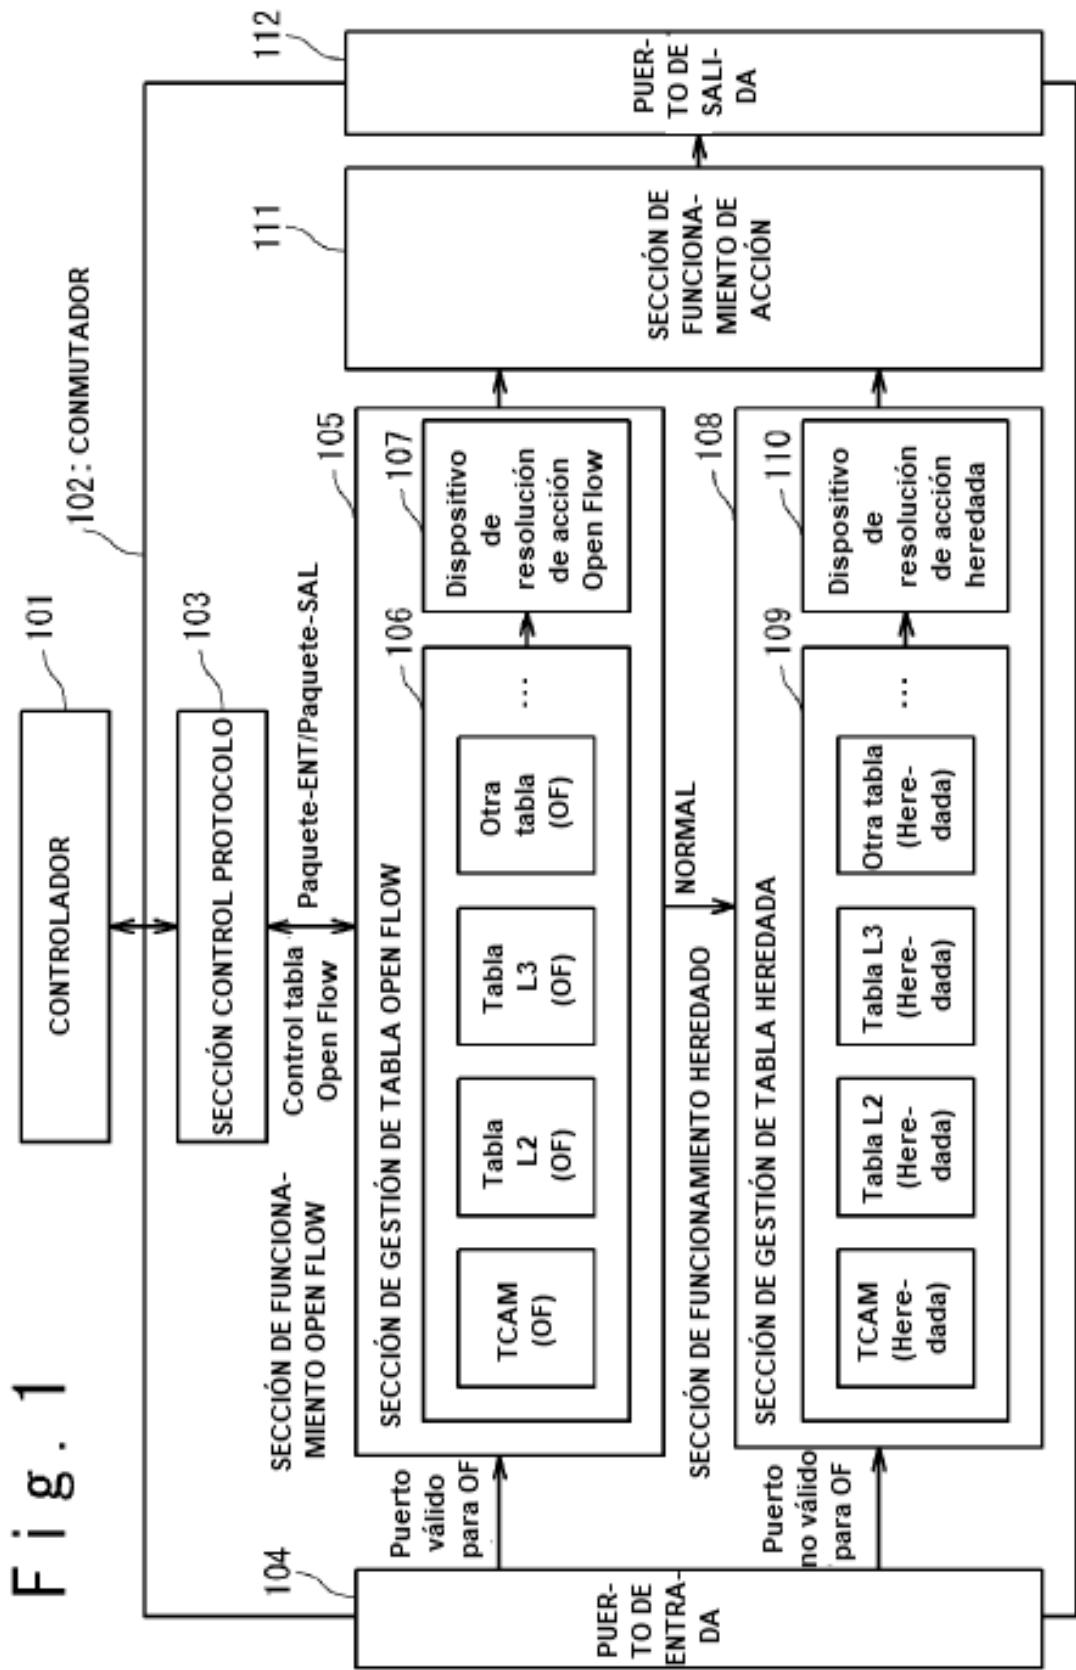 Fig. 1
101
CONTROLADOR
102: CONMUTADOR
103
SECCIÓN CONTROL PROTOCOLO
Control tabla
Open Flow
Paquete-ENT/Paquete-SAL
SECCIÓN DE FUNCIONA-
MIENTO OPEN FLOW
105
SECCIÓN DE GESTIÓN DE TABLA OPEN FLOW
106
TCAM
(OF)
Tabla
L2
(OF)
Tabla
L3
(OF)
Otra
tabla
(OF)
...
107
Dispositivo
de
resolución
de acción
Open Flow
104
PUER-
TO DE
ENTRA-
DA
Puerto
válido
para OF
Puerto
no válido
para OF
NORMAL
SECCIÓN DE FUNCIONAMIENTO HEREDADO
108
SECCIÓN DE GESTIÓN DE TABLA HEREDADA
109
TCAM
(Here-
dada)
Tabla L2
(Here-
dada)
Tabla L3
(Here-
dada)
Otra tabla
(Here-
dada)
...
110
Dispositivo
de
resolución
de acción
heredada
111
SECCIÓN DE
FUNCIONA-
MIENTO DE
ACCIÓN
112
PUER-
TO DE
SALI-
DA